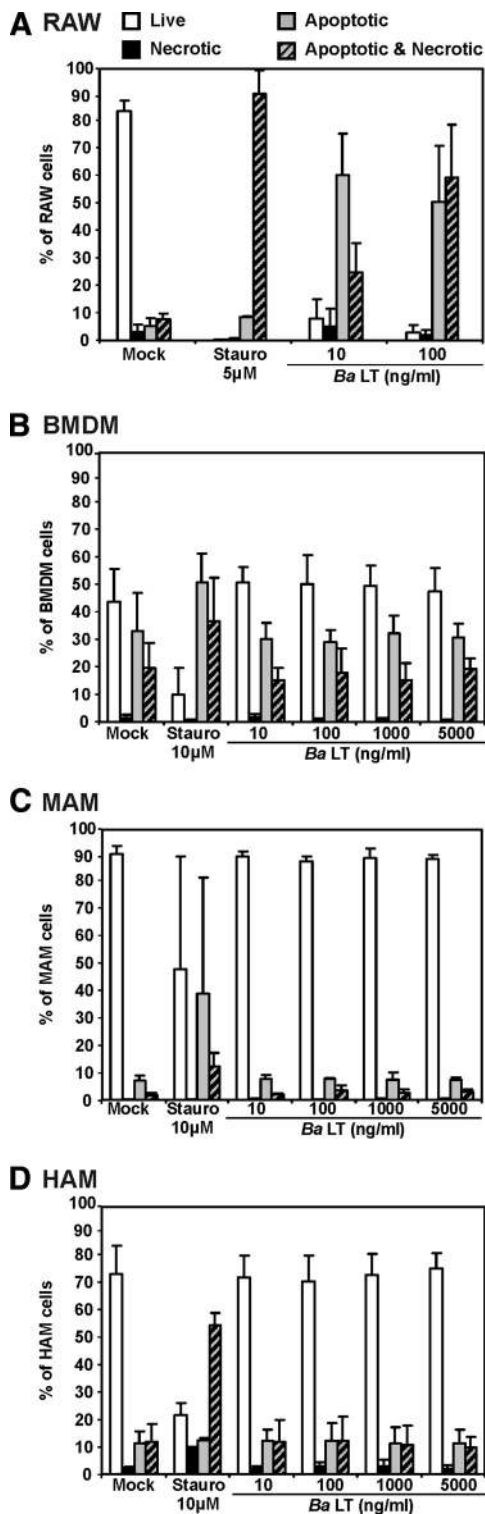 A RAW
Live
Apoptotic
Necrotic
Apoptotic & Necrotic
% of RAW cells
100
90
80
70
60
50
40
30
20
10
0
Mock Stauro 10 100
5µM Ba LT (ng/ml)
B BMDM
% of BMDM cells
100
90
80
70
60
50
40
30
20
10
0
Mock Stauro 10 100 1000 5000
10µM Ba LT (ng/ml)
C MAM
% of MAM cells
100
90
80
70
60
50
40
30
20
10
0
Mock Stauro 10 100 1000 5000
10µM Ba LT (ng/ml)
D HAM
% of HAM cells
100
90
80
70
60
50
40
30
20
10
0
Mock Stauro 10 100 1000 5000
10µM Ba LT (ng/ml)